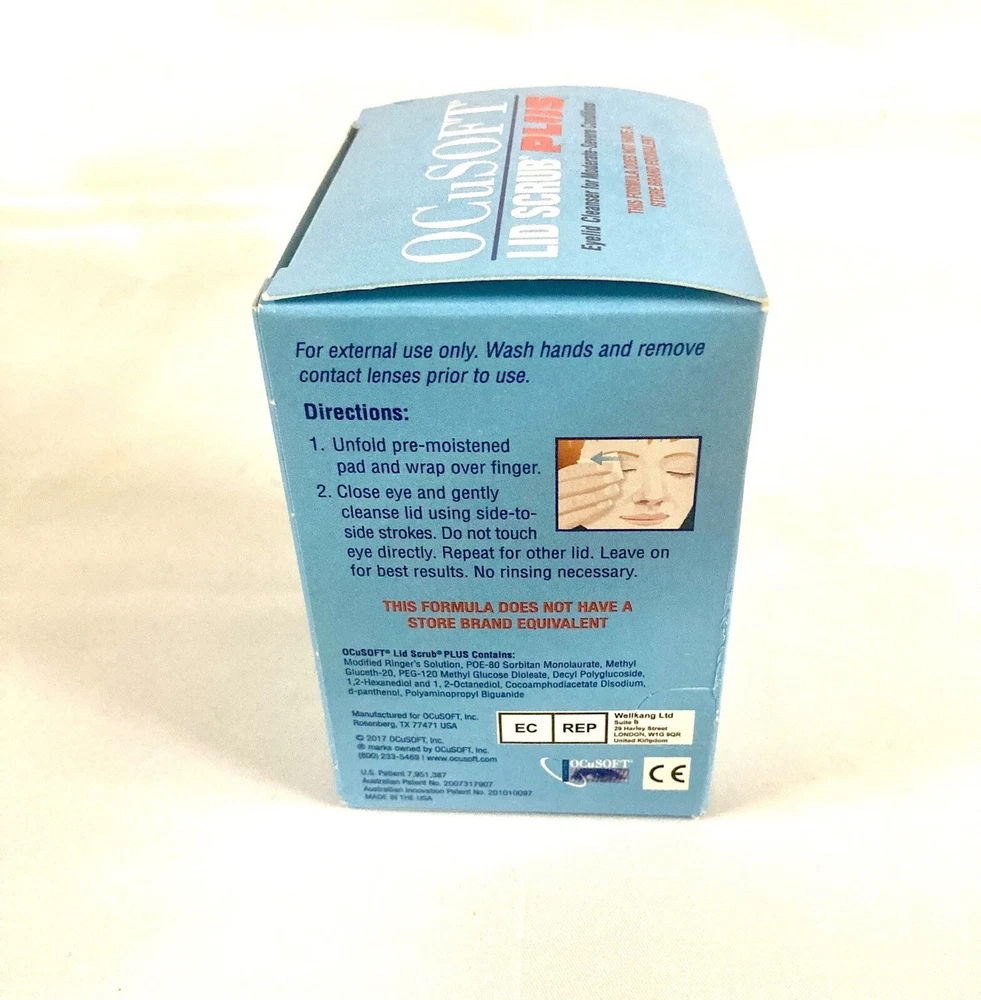 OCuSOFT
LID SCRUB® PLUS
Eyelid Cleanser for Moderate-Severe Conditions
THIS FORMULA DOES NOT HAVE A
STORE BRAND EQUIVALENT
For external use only. Wash hands and remove
contact lenses prior to use.
Directions:
1. Unfold pre-moistened
pad and wrap over finger.
2. Close eye and gently
cleanse lid using side-to-
side strokes. Do not touch
eye directly. Repeat for other lid. Leave on
for best results. No rinsing necessary.
THIS FORMULA DOES NOT HAVE A
STORE BRAND EQUIVALENT
OCuSOFT® Lid Scrub® PLUS Contains:
Modified Ringer's Solution, POE-80 Sorbitan Monolaurate, Methyl
Gluceth-20, PEG-120 Methyl Glucose Dioleate, Decyl Polyglucoside,
1,2-Hexanediol and 1, 2-Octanediol, Cocoamphodiacetate Disodium,
d-panthenol, Polyaminopropyl Biguanide
Manufactured for OCuSOFT, Inc.
Rosenberg, TX 77471 USA
© 2017 OCuSOFT, Inc.
® marks owned by OCuSOFT, Inc.
(800) 233-5469 | www.ocusoft.com
U.S. Patent 7,951,387
Australian Patent No. 2007317907
Australian Innovation Patent No. 201010097
MADE IN THE USA
EC REP
Wellkang Ltd
Suite B
29 Harley Street
LONDON, W1G 9QR
United Kingdom
OCuSOFT®
CE